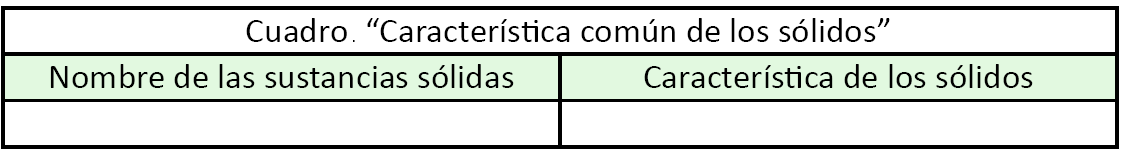 Cuadro. “Característica común de los sólidos”
Nombre de las sustancias sólidas
Característica de los sólidos